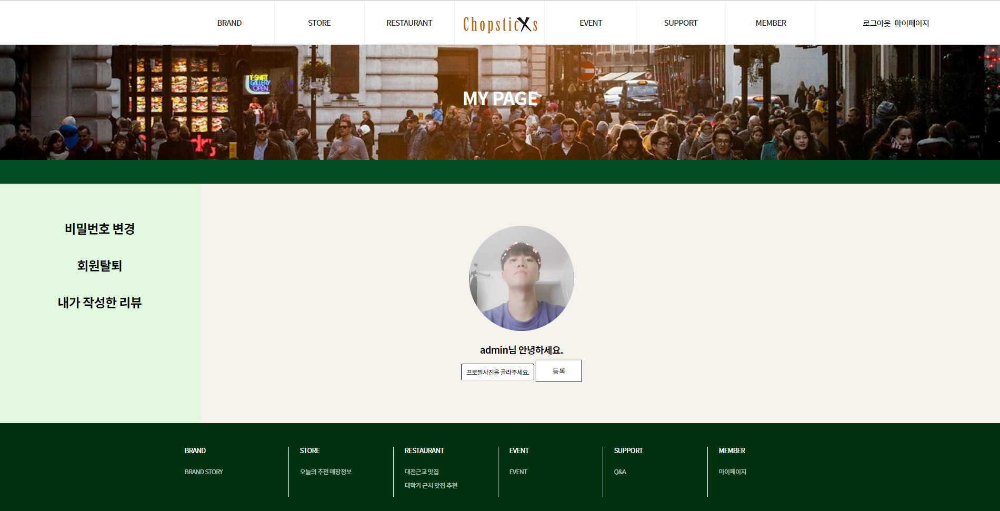 BRAND
STORE
RESTAURANT
Chopsticxs
EVENT
SUPPORT
MEMBER
로그아웃 마이페이지
T-SHIRT
GALLERY
OPEN
MY PAGE
AWAY
비밀번호 변경
회원탈퇴
내가 작성한 리뷰
admin님 안녕하세요.
프로필사진을 골라주세요.
등록
BRAND
BRAND STORY
STORE
오늘의 추천 매장정보
RESTAURANT
대전근교 맛집
대학가 근처 맛집 추천
EVENT
EVENT
SUPPORT
Q&A
MEMBER
마이페이지